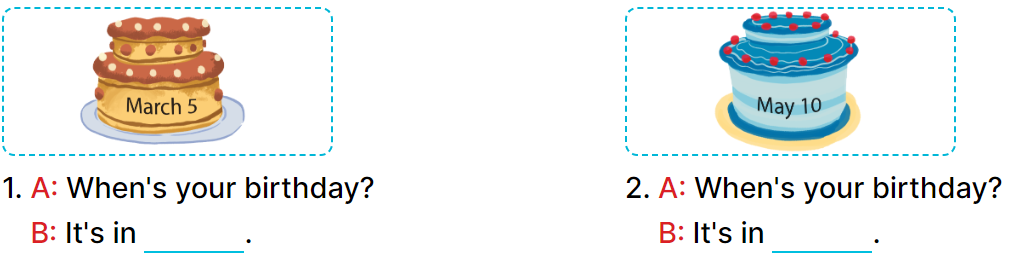 March 5
1. A: When's your birthday?
B: It's in ______.
May 10
2. A: When's your birthday?
B: It's in ______.